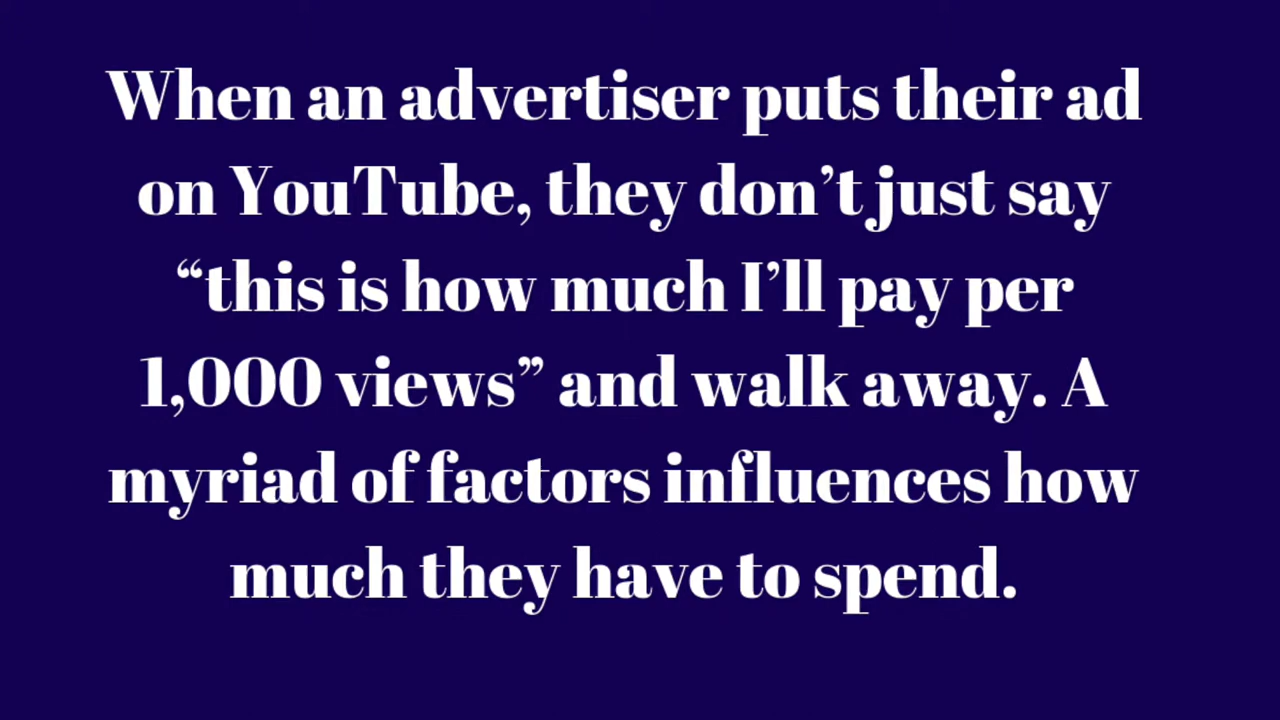 When an advertiser puts their ad
on YouTube, they don’t just say
“this is how much I’ll pay per
1,000 views” and walk away. A
myriad of factors influences how
much they have to spend.